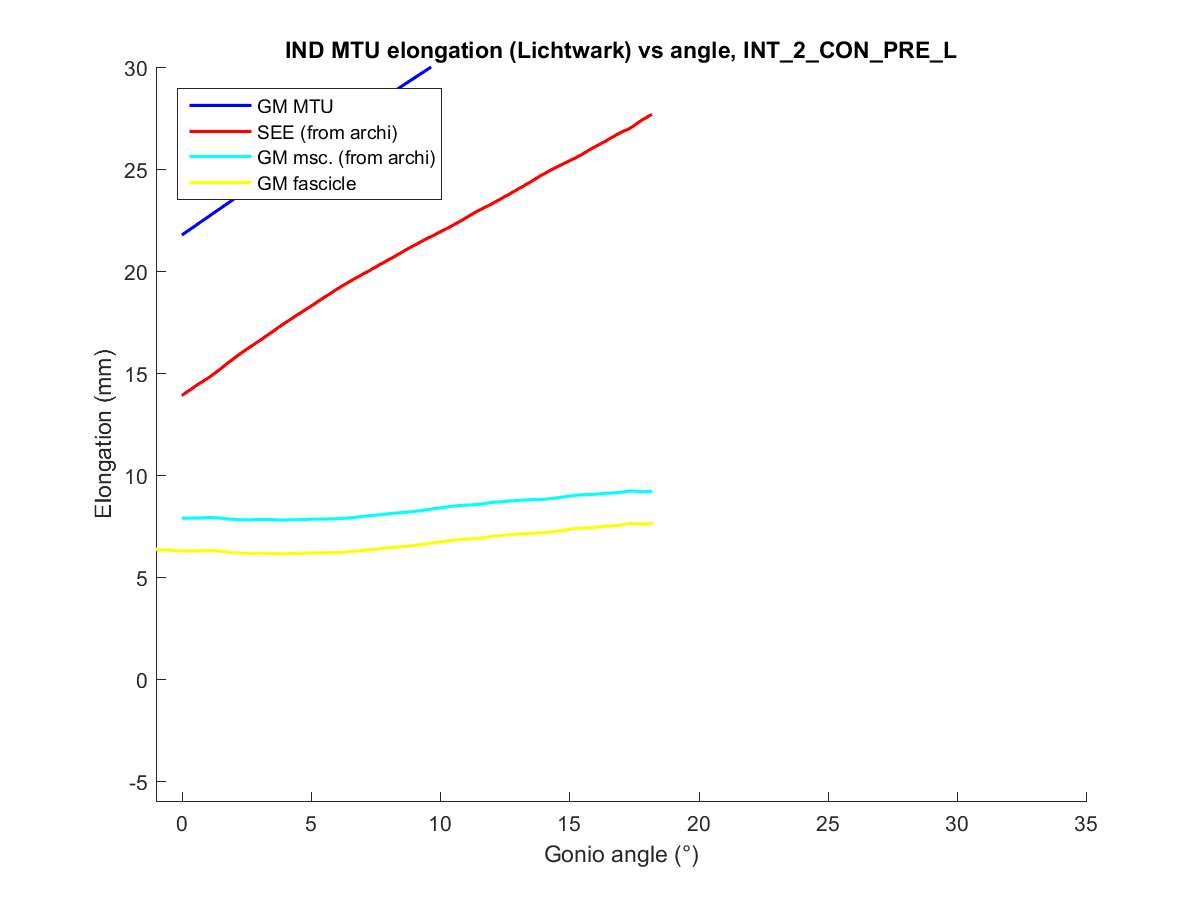 IND MTU elongation (Lichtwark) vs angle, INT_2_CON_PRE_L
30
25
20
15
10
5
0
-5
Elongation (mm)
GM MTU
SEE (from archi)
GM msc. (from archi)
GM fascicle
0 5 10 15 20 25 30 35
Gonio angle (°)